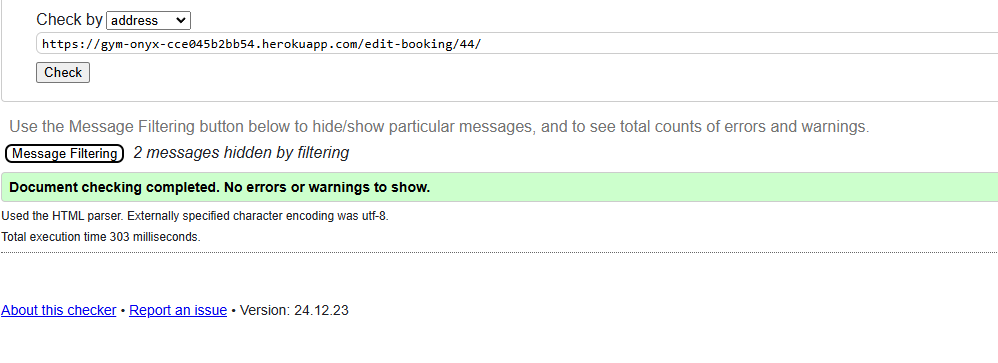 Check by address
https://gym-onyx-cce045b2bb54.herokuapp.com/edit-booking/44/
Check
Use the Message Filtering button below to hide/show particular messages, and to see total counts of errors and warnings.
Message Filtering 2 messages hidden by filtering
Document checking completed. No errors or warnings to show.
Used the HTML parser. Externally specified character encoding was utf-8.
Total execution time 303 milliseconds.
About this checker • Report an issue • Version: 24.12.23